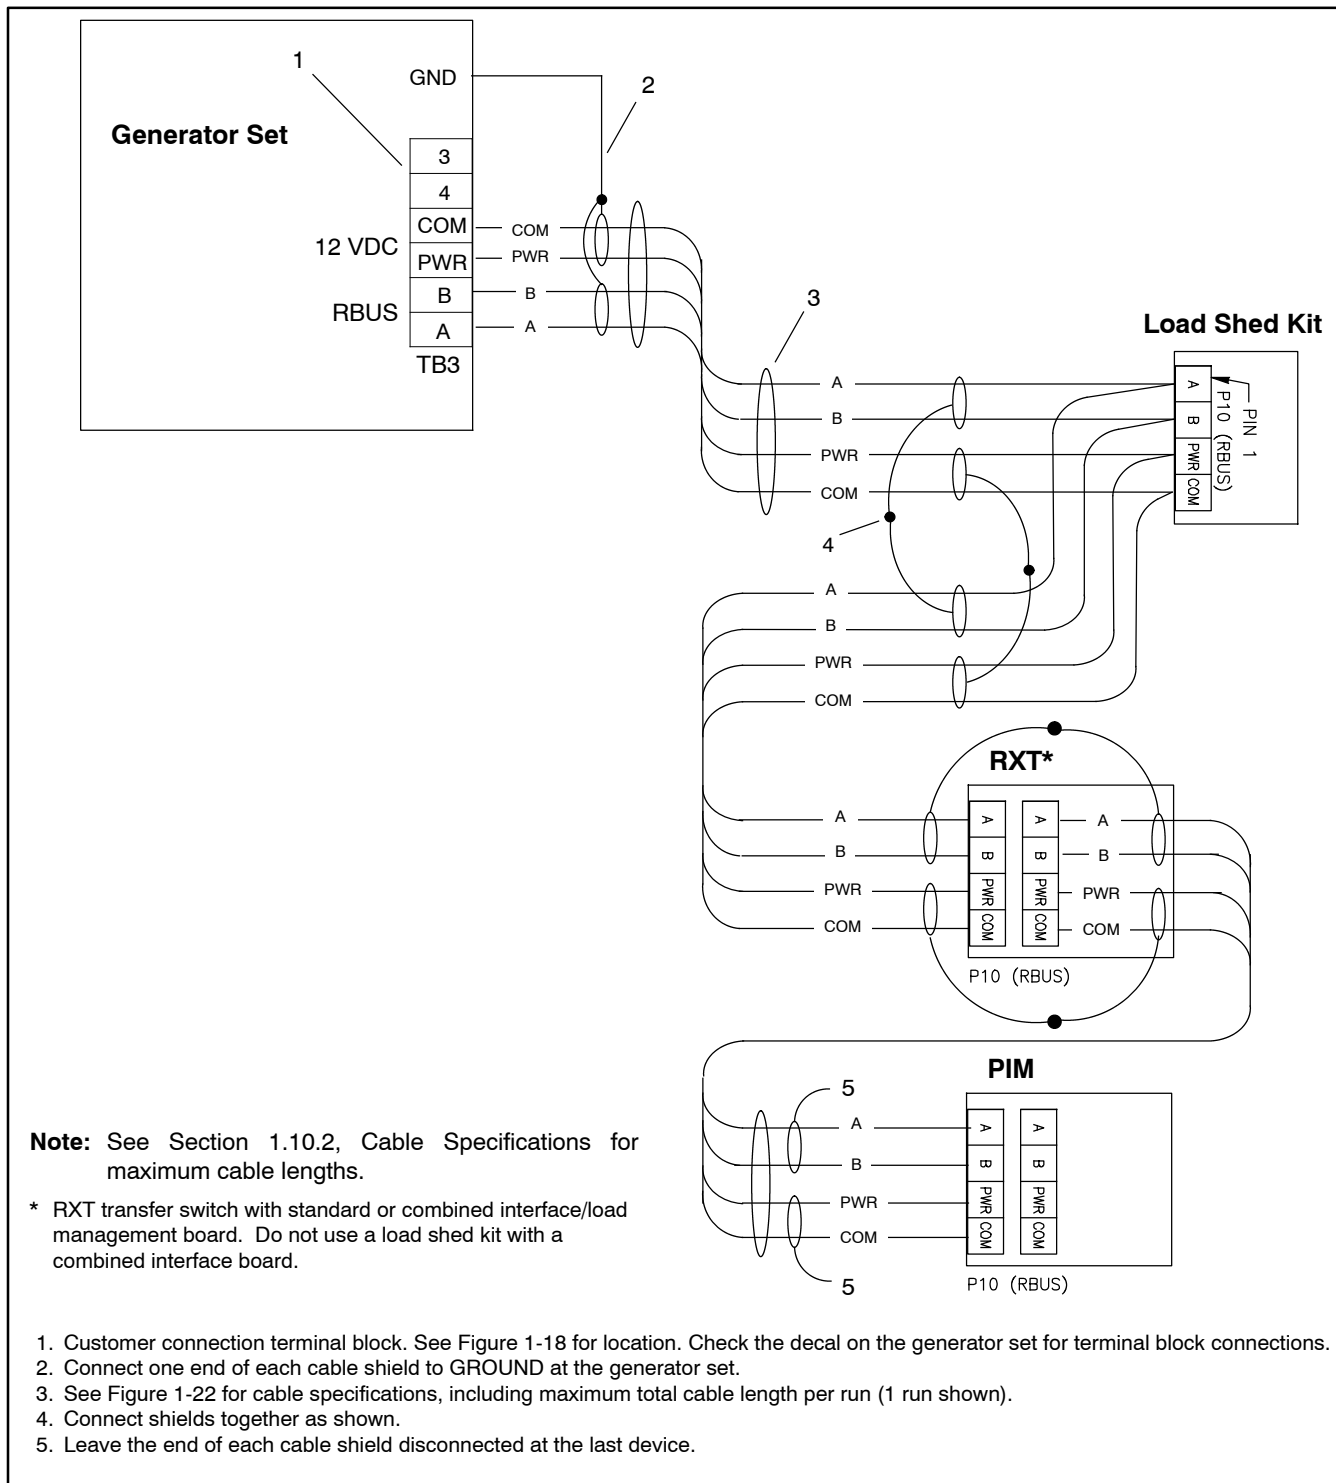 1
GND
2
Generator Set
3
4
COM
COM
12 VDC
PWR
PWR
B
B
RBUS
A
A
TB3
3
Load Shed Kit
A
B
PWR
COM
A
B
PWR
COM
P10 (RBUS)
PIN 1
4
A
B
PWR
COM
RXT*
A
B
PWR
COM
A
B
PWR
COM
A
B
PWR
COM
A
B
PWR
COM
P10 (RBUS)
PIM
5
A
B
PWR
COM
A
B
PWR
COM
A
B
PWR
COM
5
P10 (RBUS)
Note: See Section 1.10.2, Cable Specifications for
maximum cable lengths.
* RXT transfer switch with standard or combined interface/load
management board. Do not use a load shed kit with a
combined interface board.
1. Customer connection terminal block. See Figure 1-18 for location. Check the decal on the generator set for terminal block connections.
2. Connect one end of each cable shield to GROUND at the generator set.
3. See Figure 1-22 for cable specifications, including maximum total cable length per run (1 run shown).
4. Connect shields together as shown.
5. Leave the end of each cable shield disconnected at the last device.